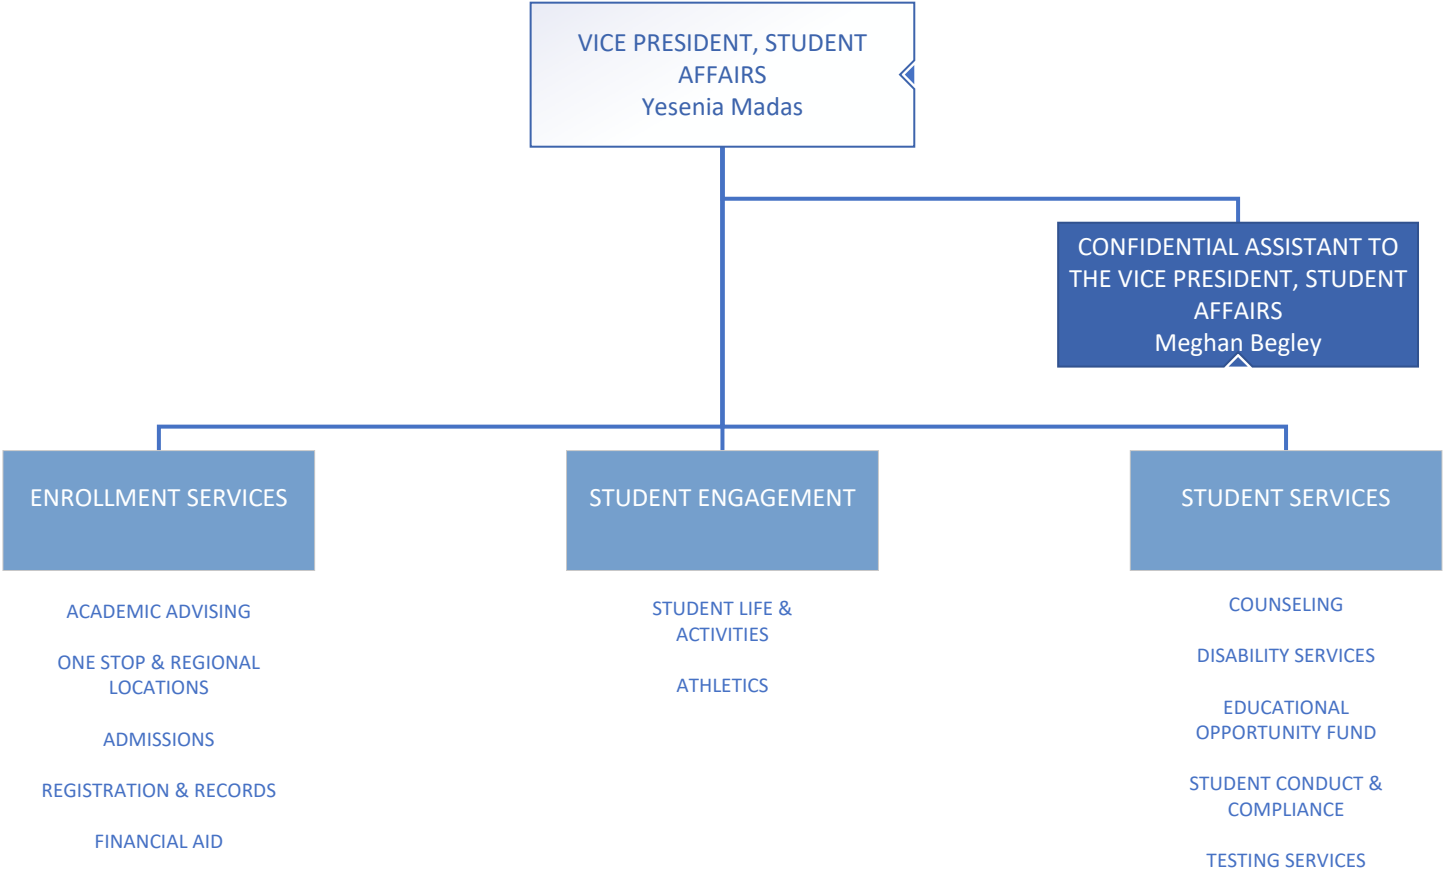 VICE PRESIDENT, STUDENT
AFFAIRS
Yesenia Madas
CONFIDENTIAL ASSISTANT TO
THE VICE PRESIDENT, STUDENT
AFFAIRS
Meghan Begley
ENROLLMENT SERVICES
ACADEMIC ADVISING
ONE STOP & REGIONAL
LOCATIONS
ADMISSIONS
REGISTRATION & RECORDS
FINANCIAL AID
STUDENT ENGAGEMENT
STUDENT LIFE &
ACTIVITIES
ATHLETICS
STUDENT SERVICES
COUNSELING
DISABILITY SERVICES
EDUCATIONAL
OPPORTUNITY FUND
STUDENT CONDUCT &
COMPLIANCE
TESTING SERVICES